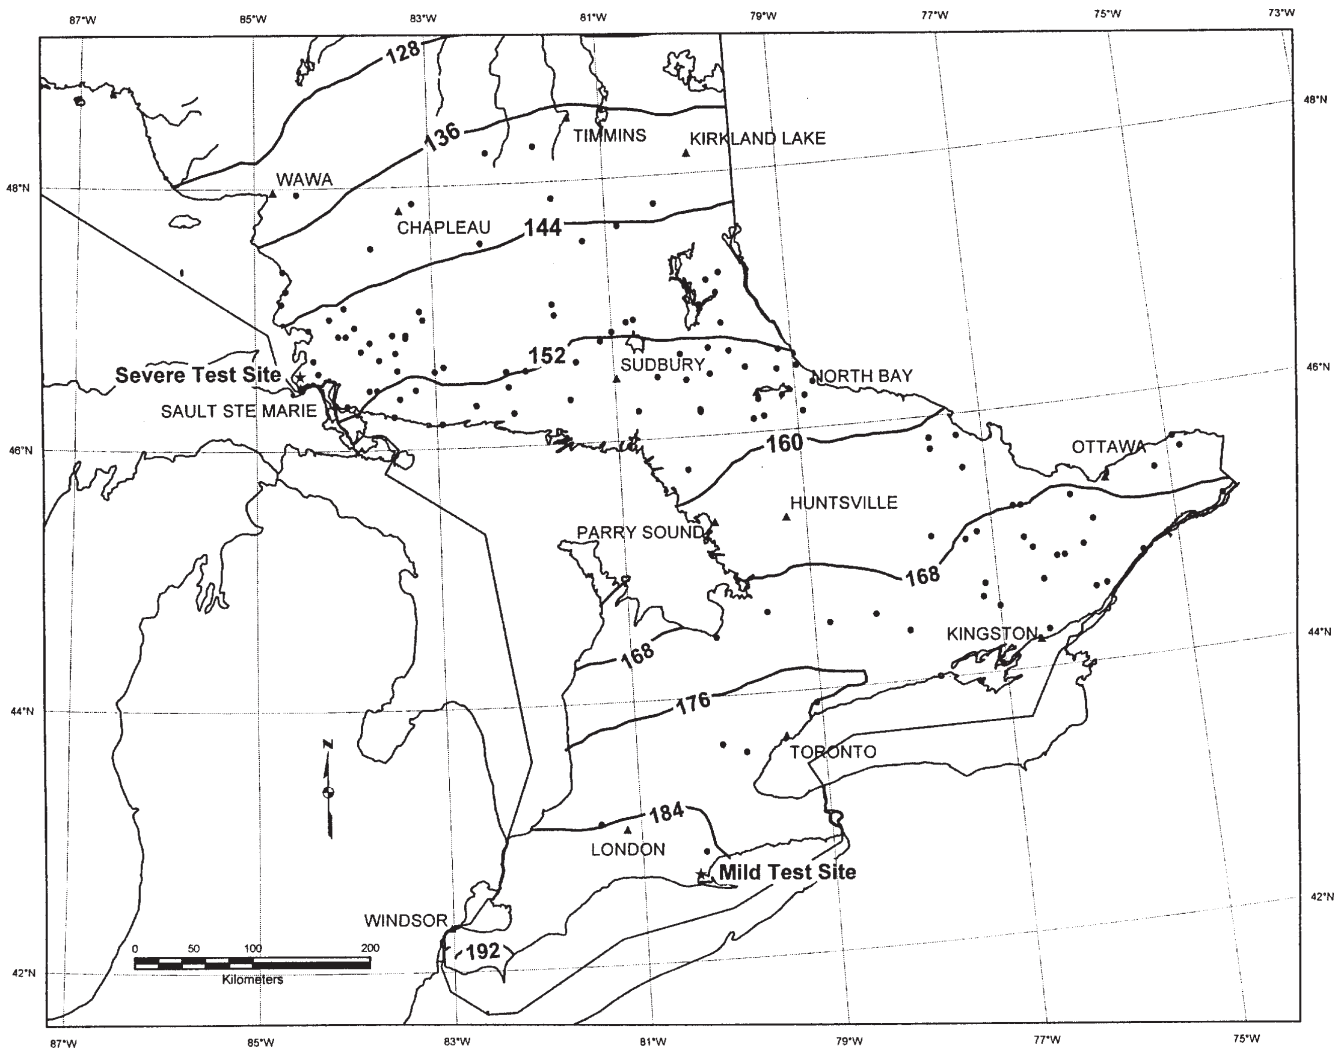 87°W 85°W 83°W 81°W 79°W 77°W 75°W 73°W
128
48°N
136
TIMMINS
KIRKLAND LAKE
WAWA
48°N
CHAPLEAU
144
152
SUDBURY
46°N
Severe Test Site
NORTH BAY
SAULT STE MARIE
160
OTTAWA
46°N
HUNTSVILLE
PARRY SOUND
168
KINGSTON
44°N
168
176
44°N
N
TORONTO
184
LONDON
Mild Test Site
42°N
WINDSOR
192
0 50 100 200
Kilometers
42°N
87°W 85°W 83°W 81°W 79°W 77°W 75°W